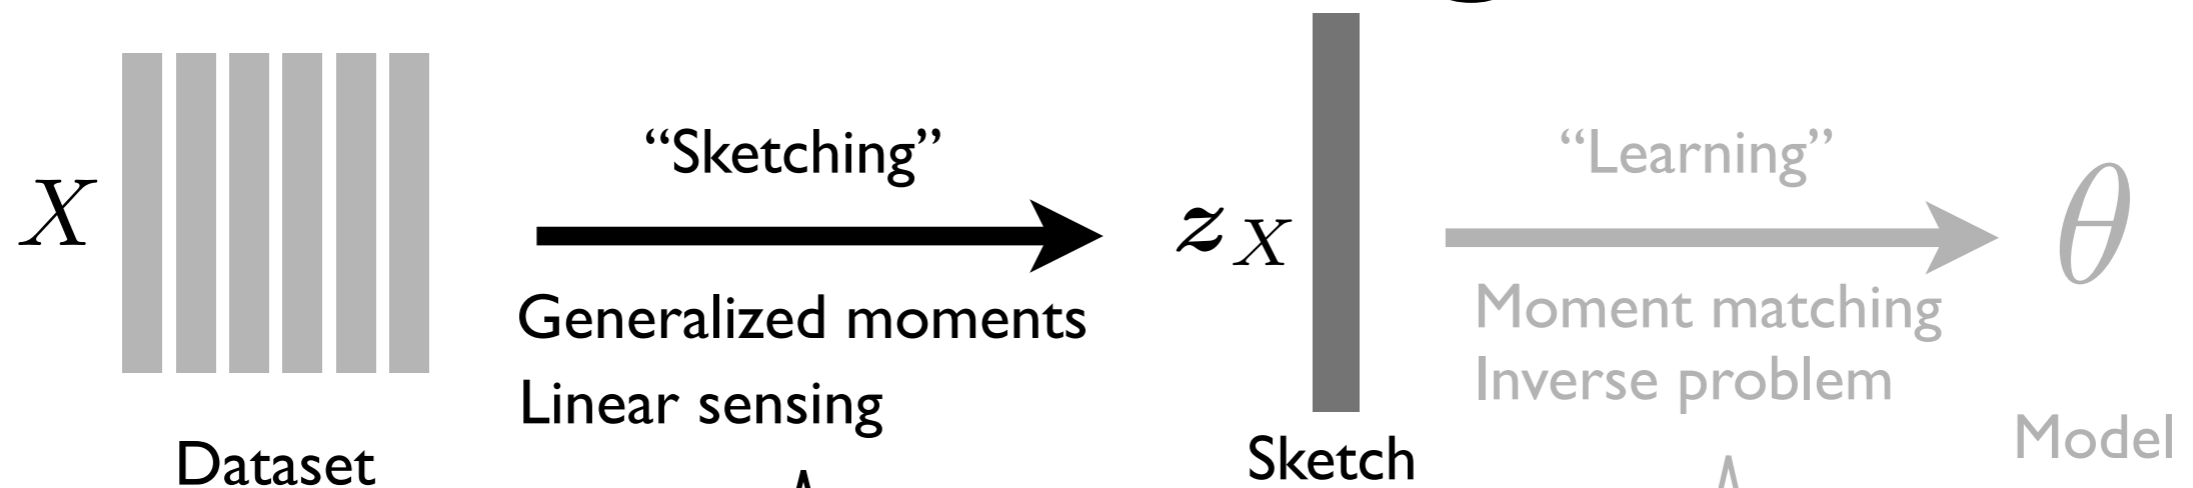 X
Dataset
“Sketching”
Generalized moments
Linear sensing
z_X
Sketch
“Learning”
Moment matching
Inverse problem
θ
Model